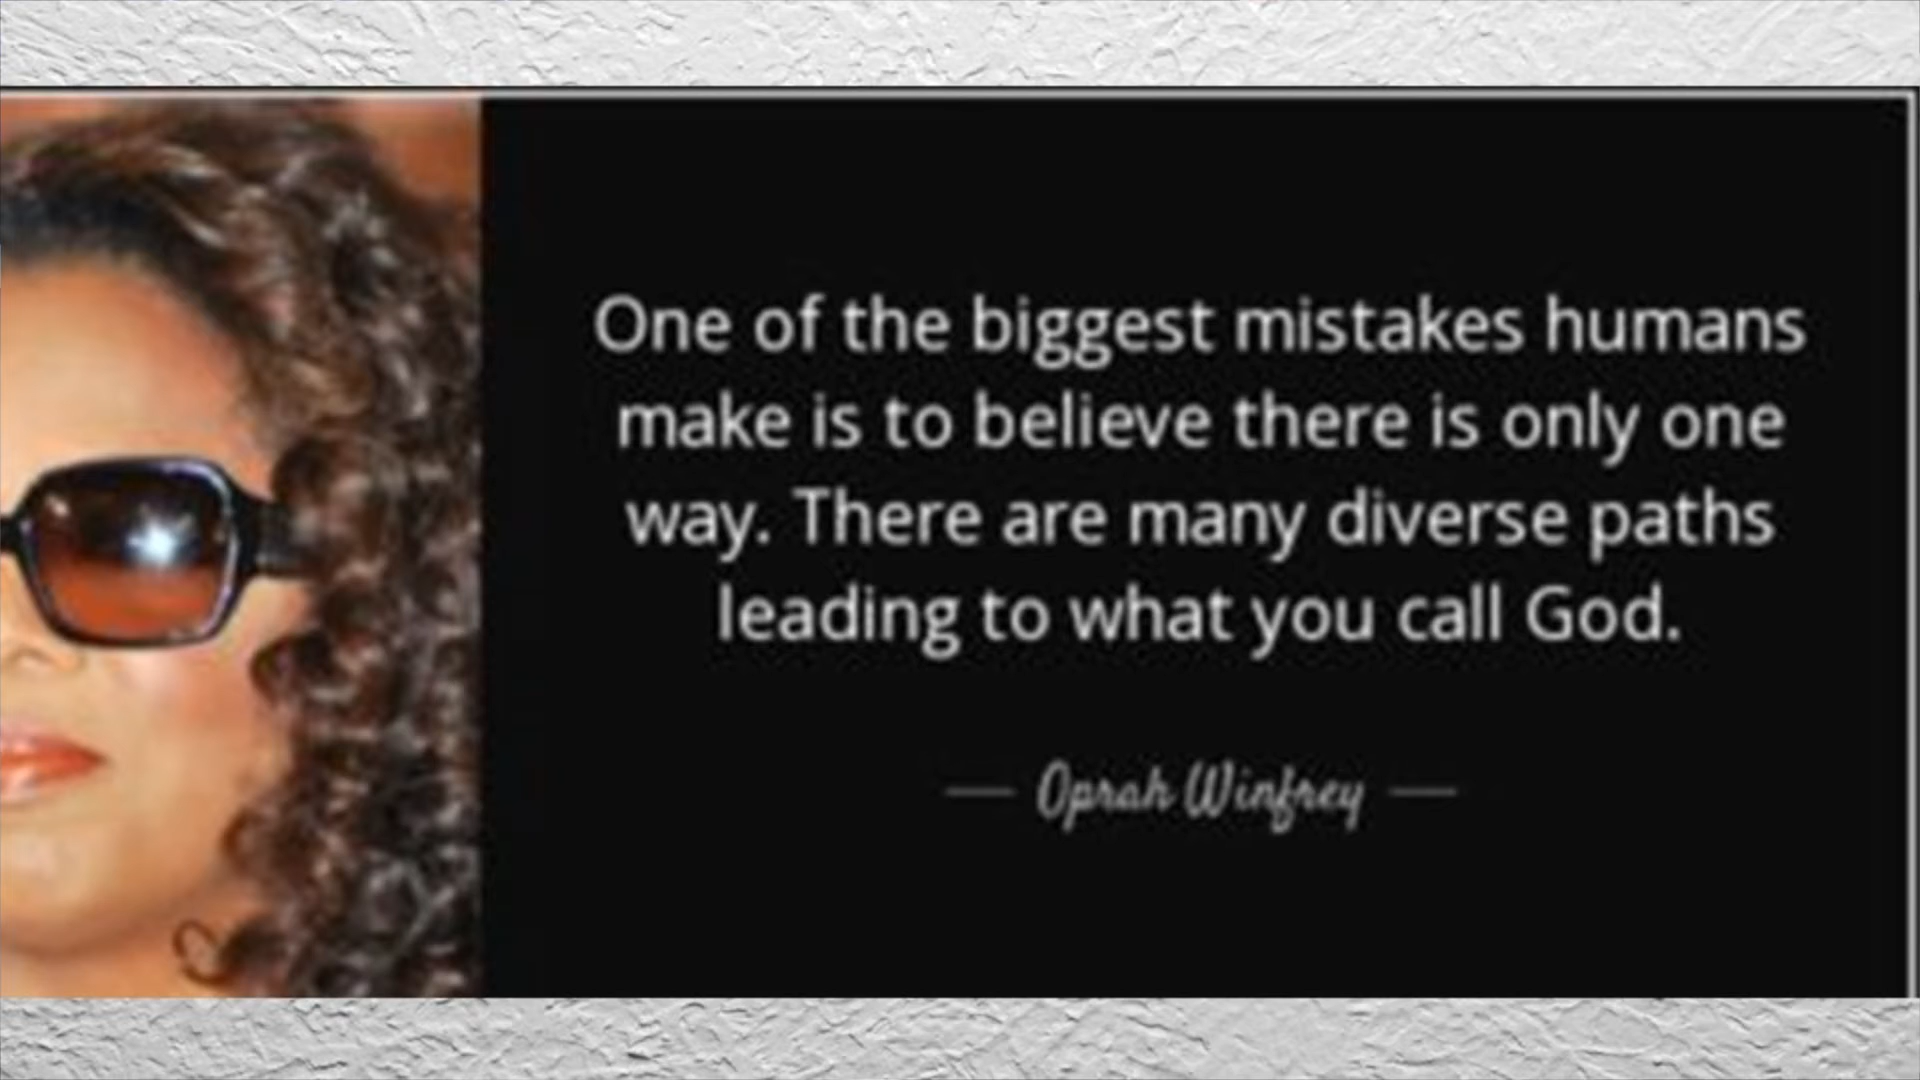 One of the biggest mistakes humans
make is to believe there is only one
way. There are many diverse paths
leading to what you call God.
— Oprah Winfrey —